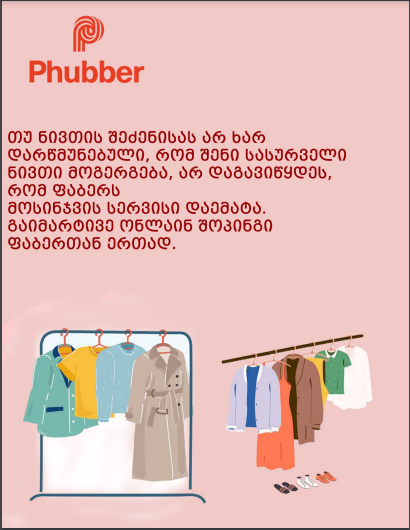 Phubber
თუ ნივთის შეძენისას არ ხარ
დარწმუნებული, რომ შენი სასურველი
ნივთი მოგერგება, არ დაგავიწყდეს,
რომ ფაბერს
მოსინჯვის სერვისი დაემატა.
გაიმარტივე ონლაინ შოპინგი
ფაბერთან ერთად.